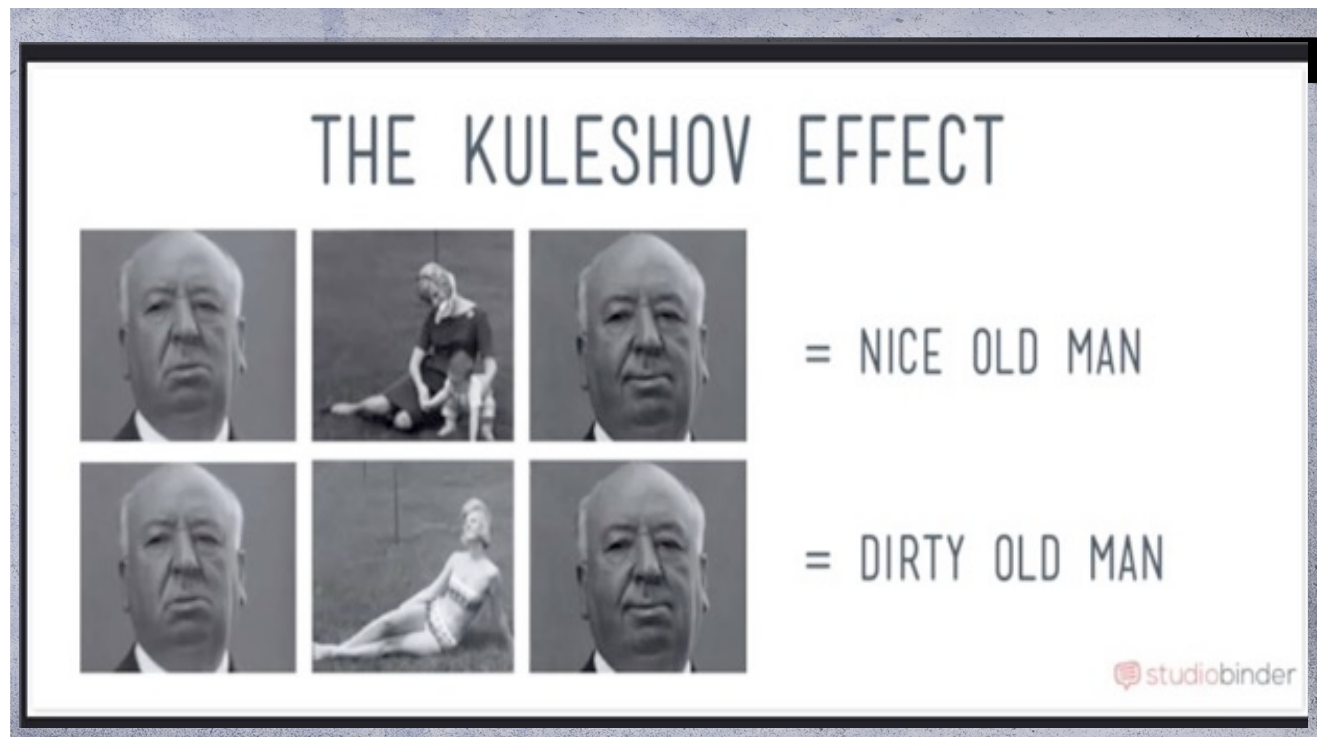 THE KULESHOV EFFECT
= NICE OLD MAN
= DIRTY OLD MAN
studiobinder